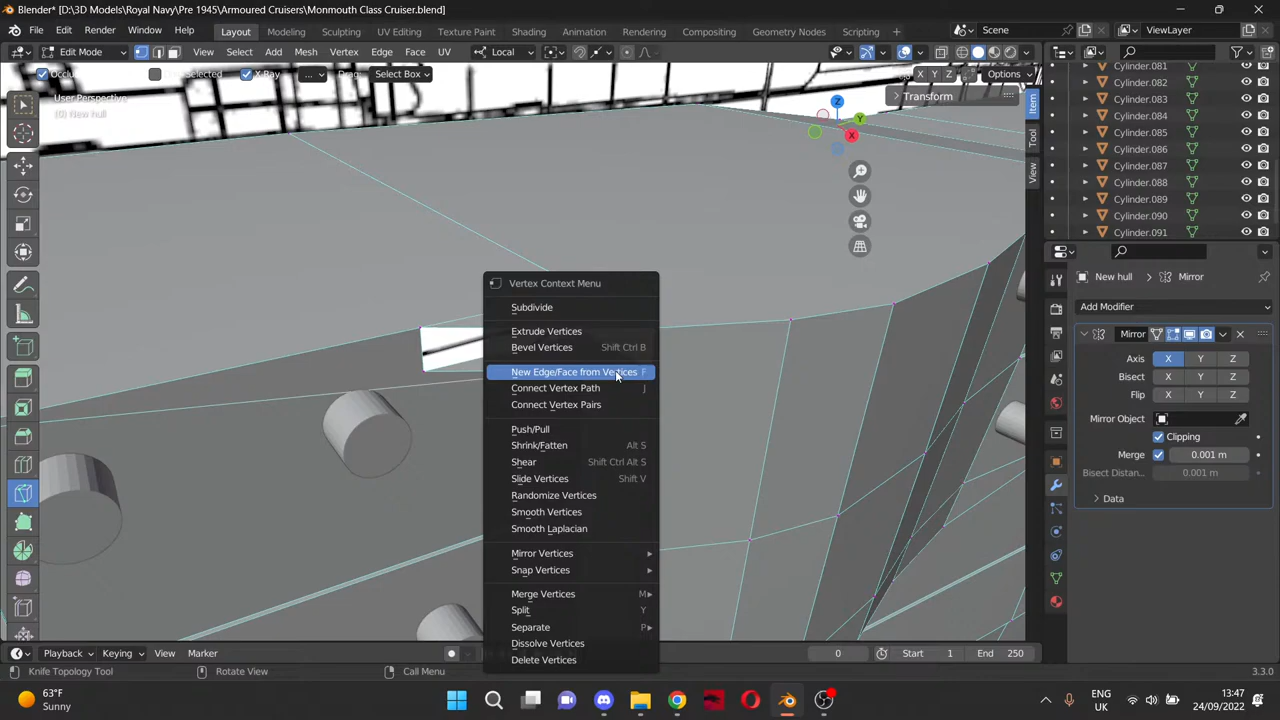 Blender* [D:\3D Models\Royal Navy\Pre 1945\Armoured Cruisers\Monmouth Class Cruiser.blend]
File Edit Render Window Help Layout Modeling Sculpting UV Editing Texture Paint Shading Animation Rendering Compositing Geometry Nodes Scripting Scene ViewLayer
Edit Mode View Select Add Mesh Vertex Edge Face UV Local
X-Ray ... Drag: Select Box X Y Z Options
User Perspective
(0) New hull
Transform
Item
Tool
View
Z
Y
X
Cylinder.081
Cylinder.082
Cylinder.083
Cylinder.084
Cylinder.085
Cylinder.086
Cylinder.087
Cylinder.088
Cylinder.089
Cylinder.090
Cylinder.091
New hull Mirror
Add Modifier
Mirror
Axis X Y Z
Bisect X Y Z
Flip X Y Z
Mirror Object
Clipping
Merge 0.001 m
Bisect Distan... 0.001 m
Data
Vertex Context Menu
Subdivide
Extrude Vertices
Bevel Vertices Shift Ctrl B
New Edge/Face from Vertices F
Connect Vertex Path J
Connect Vertex Pairs
Push/Pull
Shrink/Fatten Alt S
Shear Shift Ctrl Alt S
Slide Vertices Shift V
Randomize Vertices
Smooth Vertices
Smooth Laplacian
Mirror Vertices
Snap Vertices
Merge Vertices M
Split Y
Separate P
Dissolve Vertices
Delete Vertices
Playback Keying View Marker 0 Start 1 End 250
Knife Topology Tool Rotate View Call Menu 3.3.0
63°F
Sunny
ENG
UK
13:47
24/09/2022